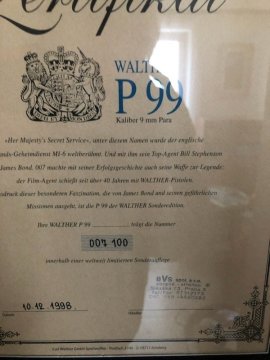 Zertifikat
WALTHER
P 99
Kaliber 9 mm Para
«Her Majesty's Secret Service», unter diesem Namen wurde der englische
Geheimdienst MI-6 weltberühmt. Und mit ihm sein Top-Agent Bill Stephenson
James Bond. 007 machte mit seiner Erfolgsgeschichte auch seine Waffe zur Legende:
der Film-Agent schießt seit über 40 Jahren mit WALTHER-Pistolen.
dieser besonderen Faszination, die von James Bond und seinen gefährlichen
Missionen ausgeht, ist die P 99 der WALTHER Sonderedition.
Ihre WALTHER P 99 trägt die Nummer
007 100
innerhalb einer weltweit limitierten Sonderauflage
10.12.1998
Carl Walther GmbH Sportwaffen